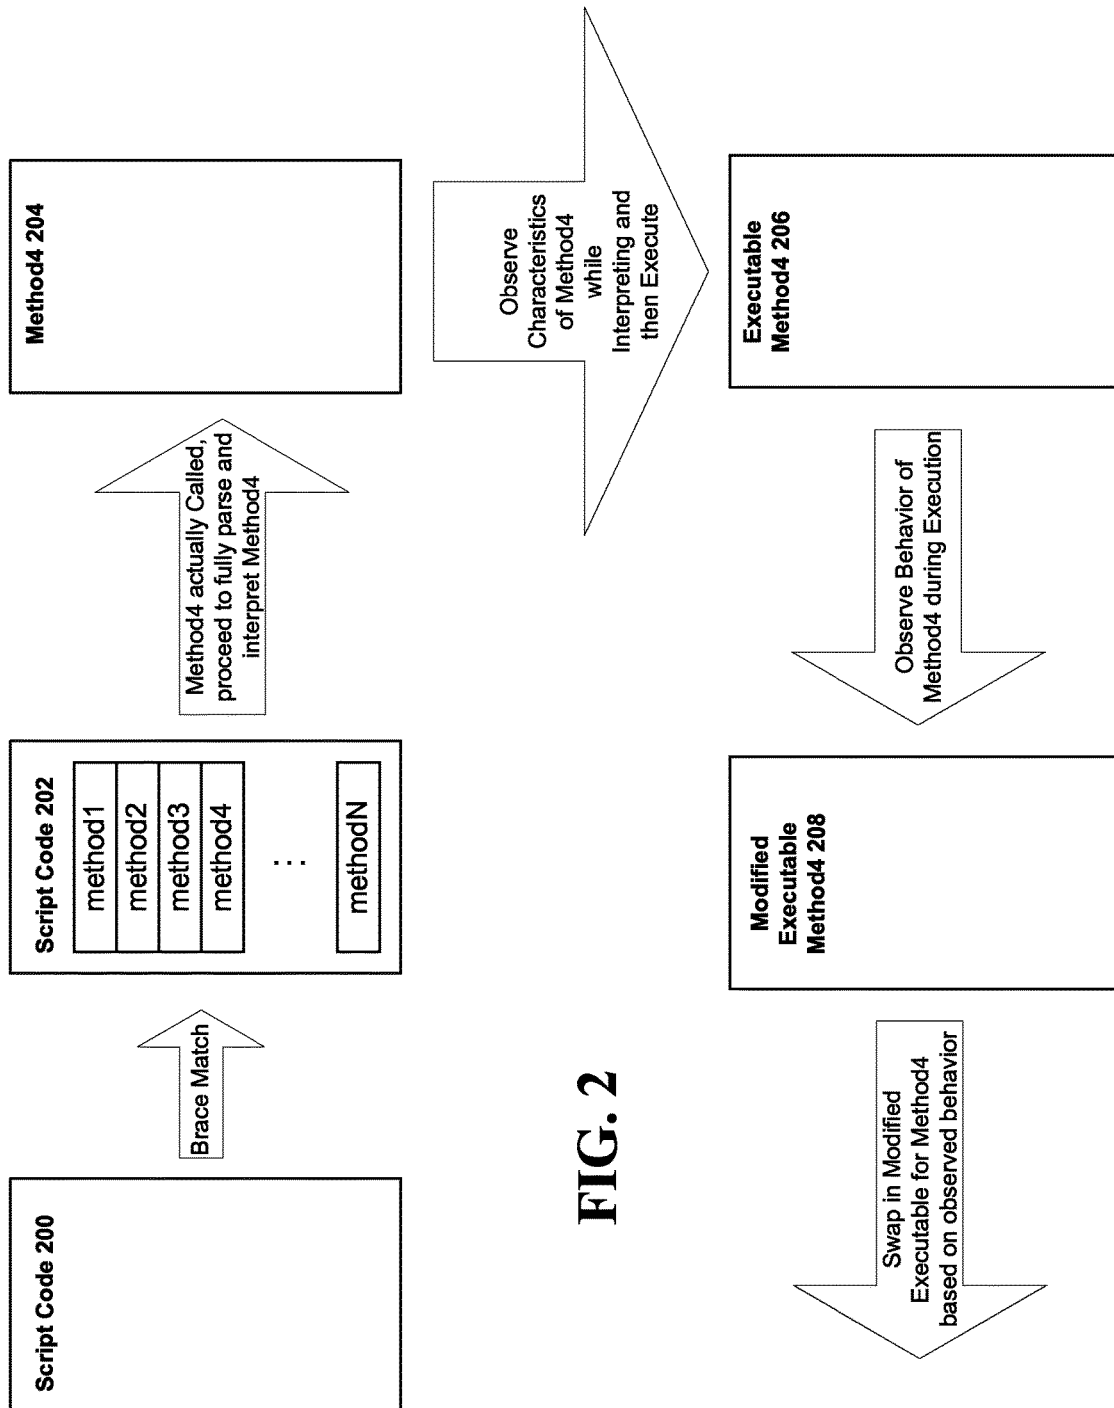 Script Code 200
Brace Match
Script Code 202
method1
method2
method3
method4
...
methodN
Method4 actually Called,
proceed to fully parse and
interpret Method4
Method4 204
Observe
Characteristics
of Method4
while
Interpreting and
then Execute
Executable
Method4 206
Observe Behavior of
Method4 during Execution
Modified
Executable
Method4 208
Swap in Modified
Executable for Method4
based on observed behavior
FIG. 2